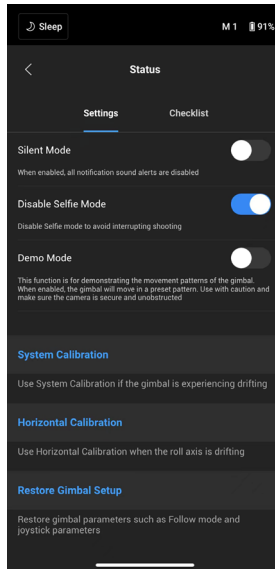 Sleep M 1 91%
Status
Settings Checklist
Silent Mode
When enabled, all notification sound alerts are disabled
Disable Selfie Mode
Disable Selfie mode to avoid interrupting shooting
Demo Mode
This function is for demonstrating the movement patterns of the gimbal.
When enabled, the gimbal will move in a preset pattern. Use with caution and
make sure the camera is secure and unobstructed
System Calibration
Use System Calibration if the gimbal is experiencing drifting
Horizontal Calibration
Use Horizontal Calibration when the roll axis is drifting
Restore Gimbal Setup
Restore gimbal parameters such as Follow mode and
joystick parameters